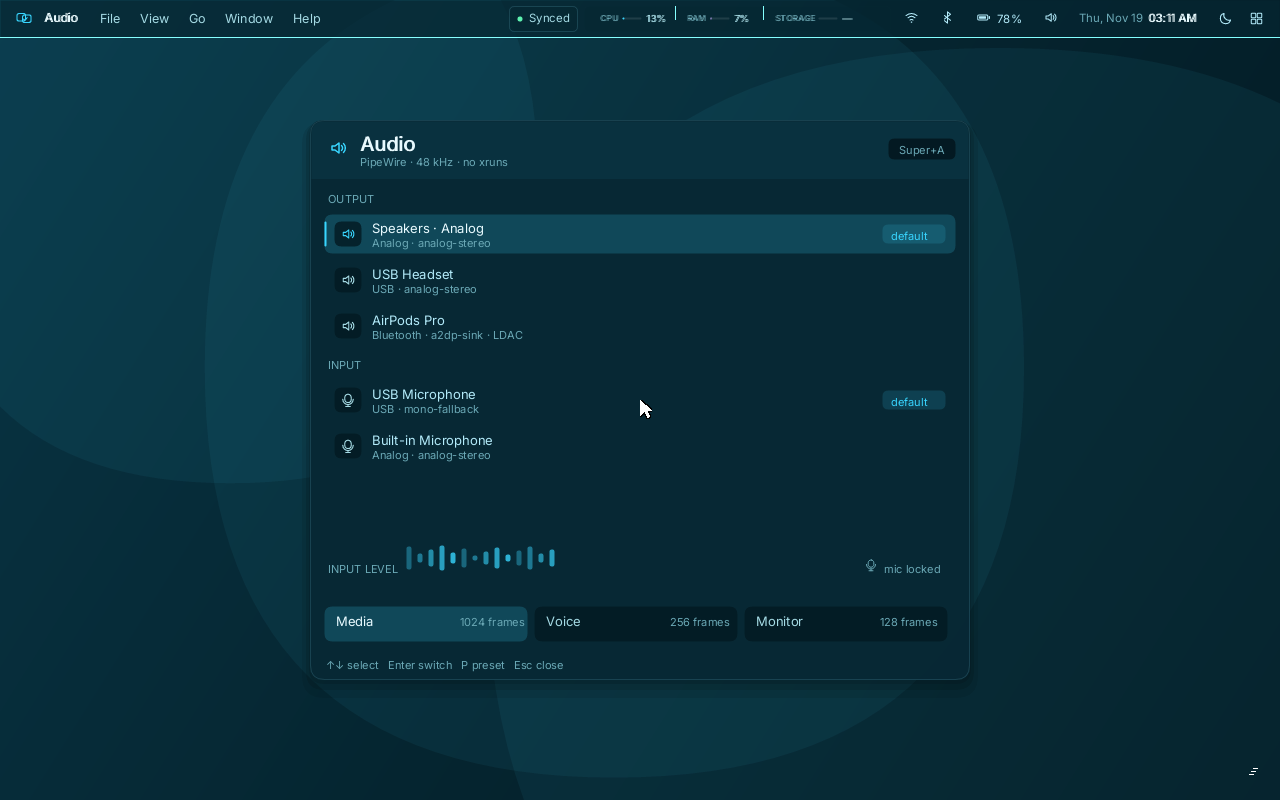 Audio File View Go Window Help Synced CPU 13% RAM 7% STORAGE — 78% Thu, Nov 19 03:11 AM
Audio
PipeWire · 48 kHz · no xruns
Super+A
OUTPUT
Speakers · Analog
Analog · analog-stereo
default
USB Headset
USB · analog-stereo
AirPods Pro
Bluetooth · a2dp-sink · LDAC
INPUT
USB Microphone
USB · mono-fallback
default
Built-in Microphone
Analog · analog-stereo
INPUT LEVEL mic locked
Media 1024 frames Voice 256 frames Monitor 128 frames
↑↓ select Enter switch P preset Esc close